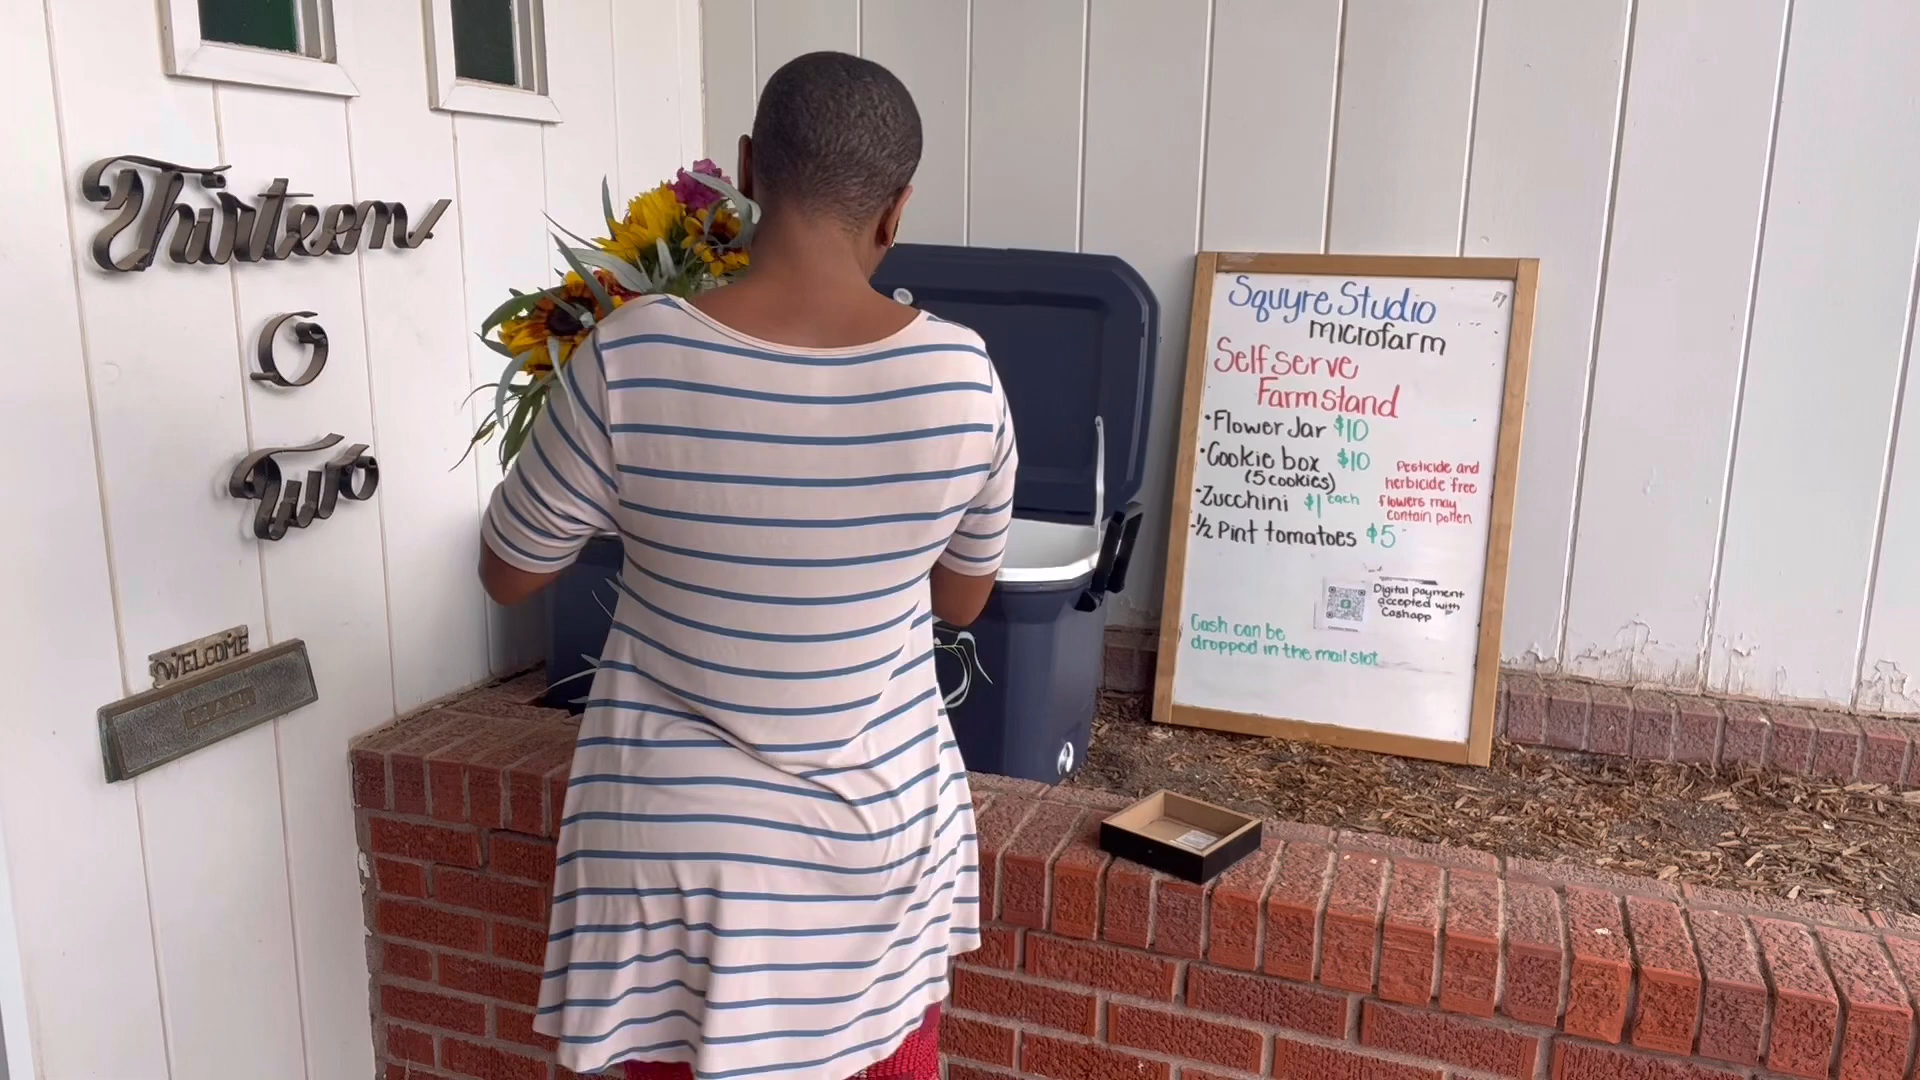 Thirteen
O
Two
WELCOME
Squyre Studio
microfarm
Self serve
Farmstand
•Flower Jar $10
•Cookie box $10
(5 cookies)
-Zucchini $1 each
-1/2 Pint tomatoes $5
Pesticide and
herbicide free
flowers may
contain pollen
Digital payment
accepted with
Cashapp
Cash can be
dropped in the mail slot